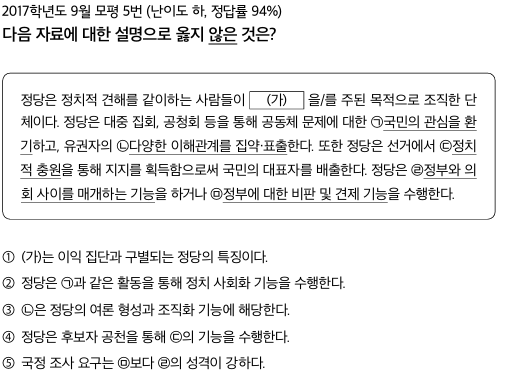 2017학년도 9월 모평 5번 (난이도 하, 정답률 94%)
다음 자료에 대한 설명으로 옳지 않은 것은?
정당은 정치적 견해를 같이하는 사람들이 (가) 을/를 주된 목적으로 조직한 단
체이다. 정당은 대중 집회, 공청회 등을 통해 공동체 문제에 대한 ㉠국민의 관심을 환
기하고, 유권자의 ㉡다양한 이해관계를 집약·표출한다. 또한 정당은 선거에서 ㉢정치
적 충원을 통해 지지를 획득함으로써 국민의 대표자를 배출한다. 정당은 ㉣정부와 의
회 사이를 매개하는 기능을 하거나 ㉤정부에 대한 비판 및 견제 기능을 수행한다.
① (가)는 이익 집단과 구별되는 정당의 특징이다.
② 정당은 ㉠과 같은 활동을 통해 정치 사회화 기능을 수행한다.
③ ㉡은 정당의 여론 형성과 조직화 기능에 해당한다.
④ 정당은 후보자 공천을 통해 ㉢의 기능을 수행한다.
⑤ 국정 조사 요구는 ㉤보다 ㉣의 성격이 강하다.